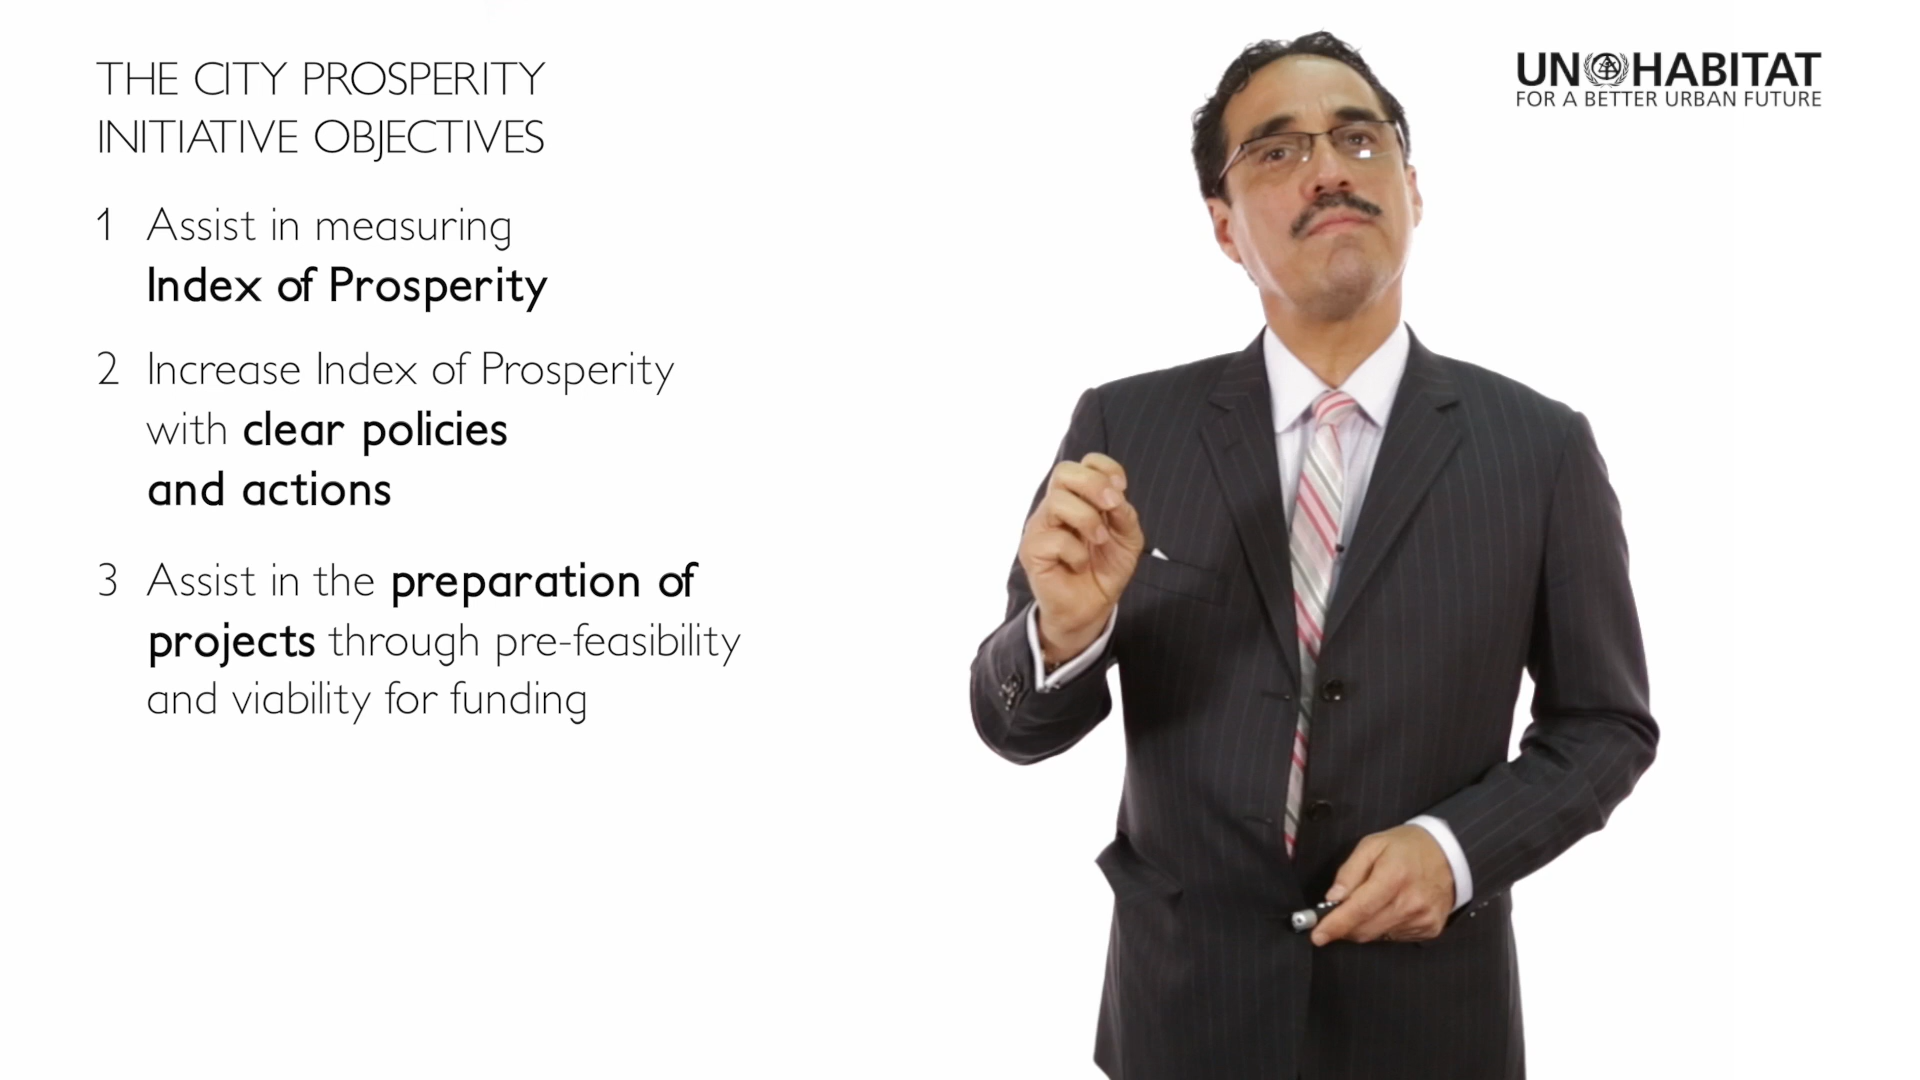 THE CITY PROSPERITY
INITIATIVE OBJECTIVES
1 Assist in measuring
Index of Prosperity
2 Increase Index of Prosperity
with clear policies
and actions
3 Assist in the preparation of
projects through pre-feasibility
and viability for funding
UN HABITAT
FOR A BETTER URBAN FUTURE